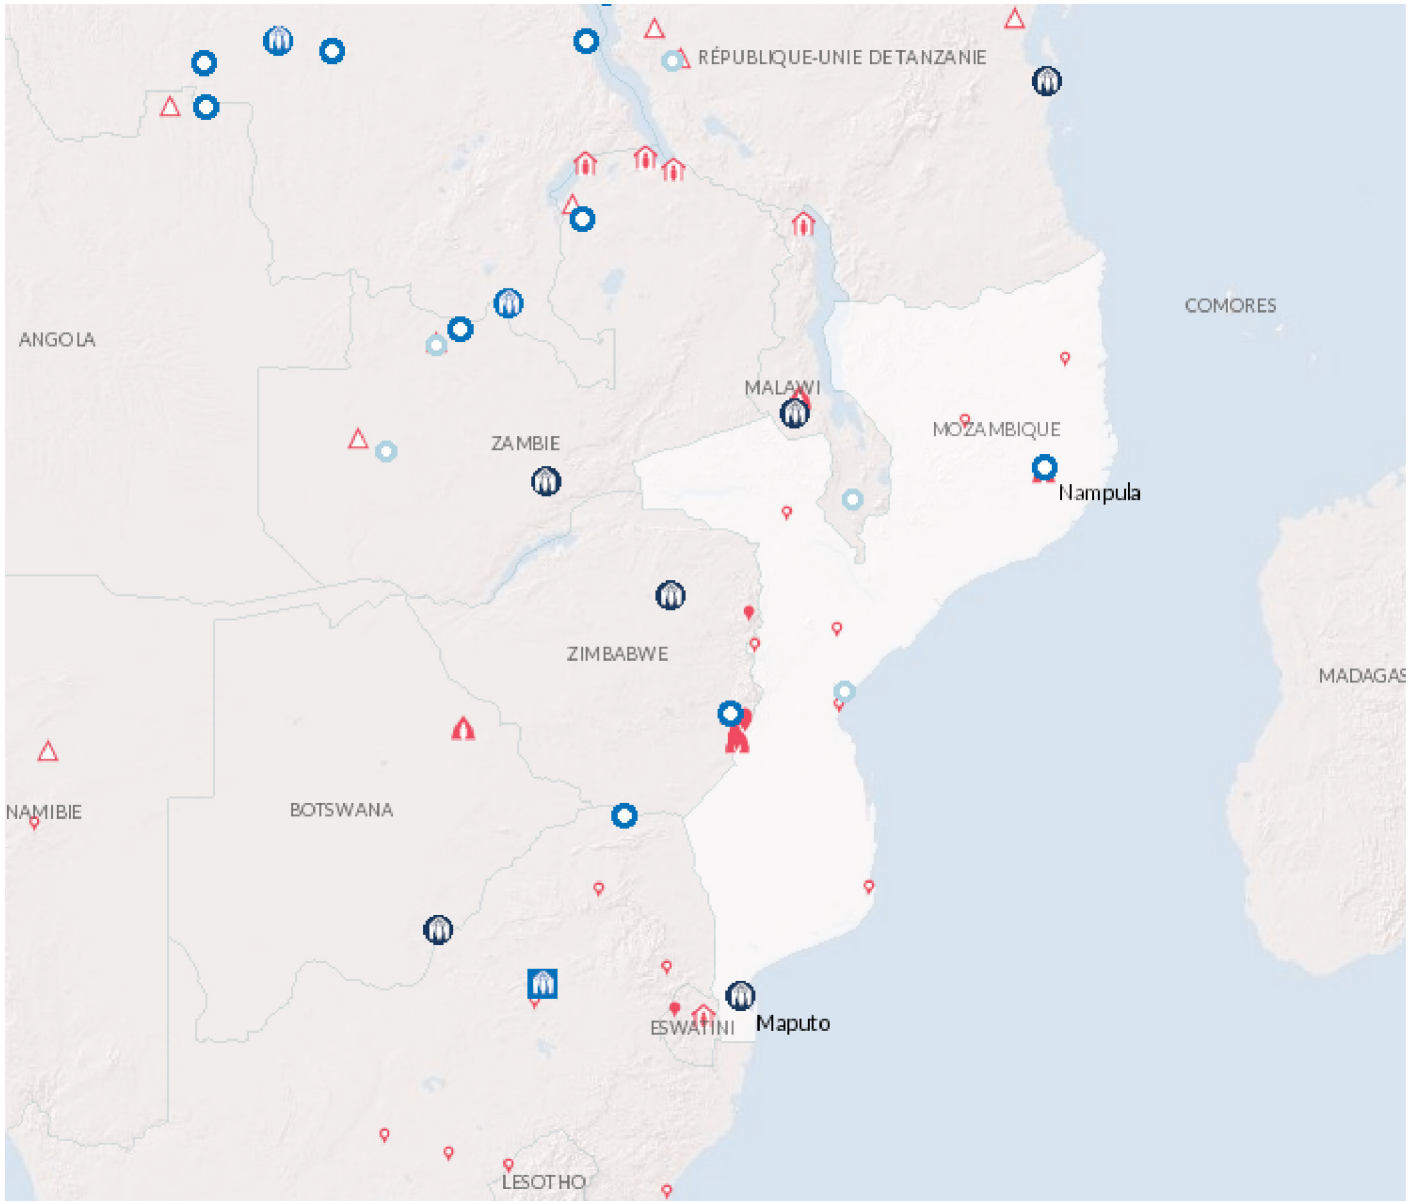 RÉPUBLIQUE-UNIE DE TANZANIE
COMORES
ANGOLA
MALAWI
MOZAMBIQUE
ZAMBIE
Nampula
ZIMBABWE
MADAGAS
NAMIBIE
BOTSWANA
ESWATINI
Maputo
LESOTHO